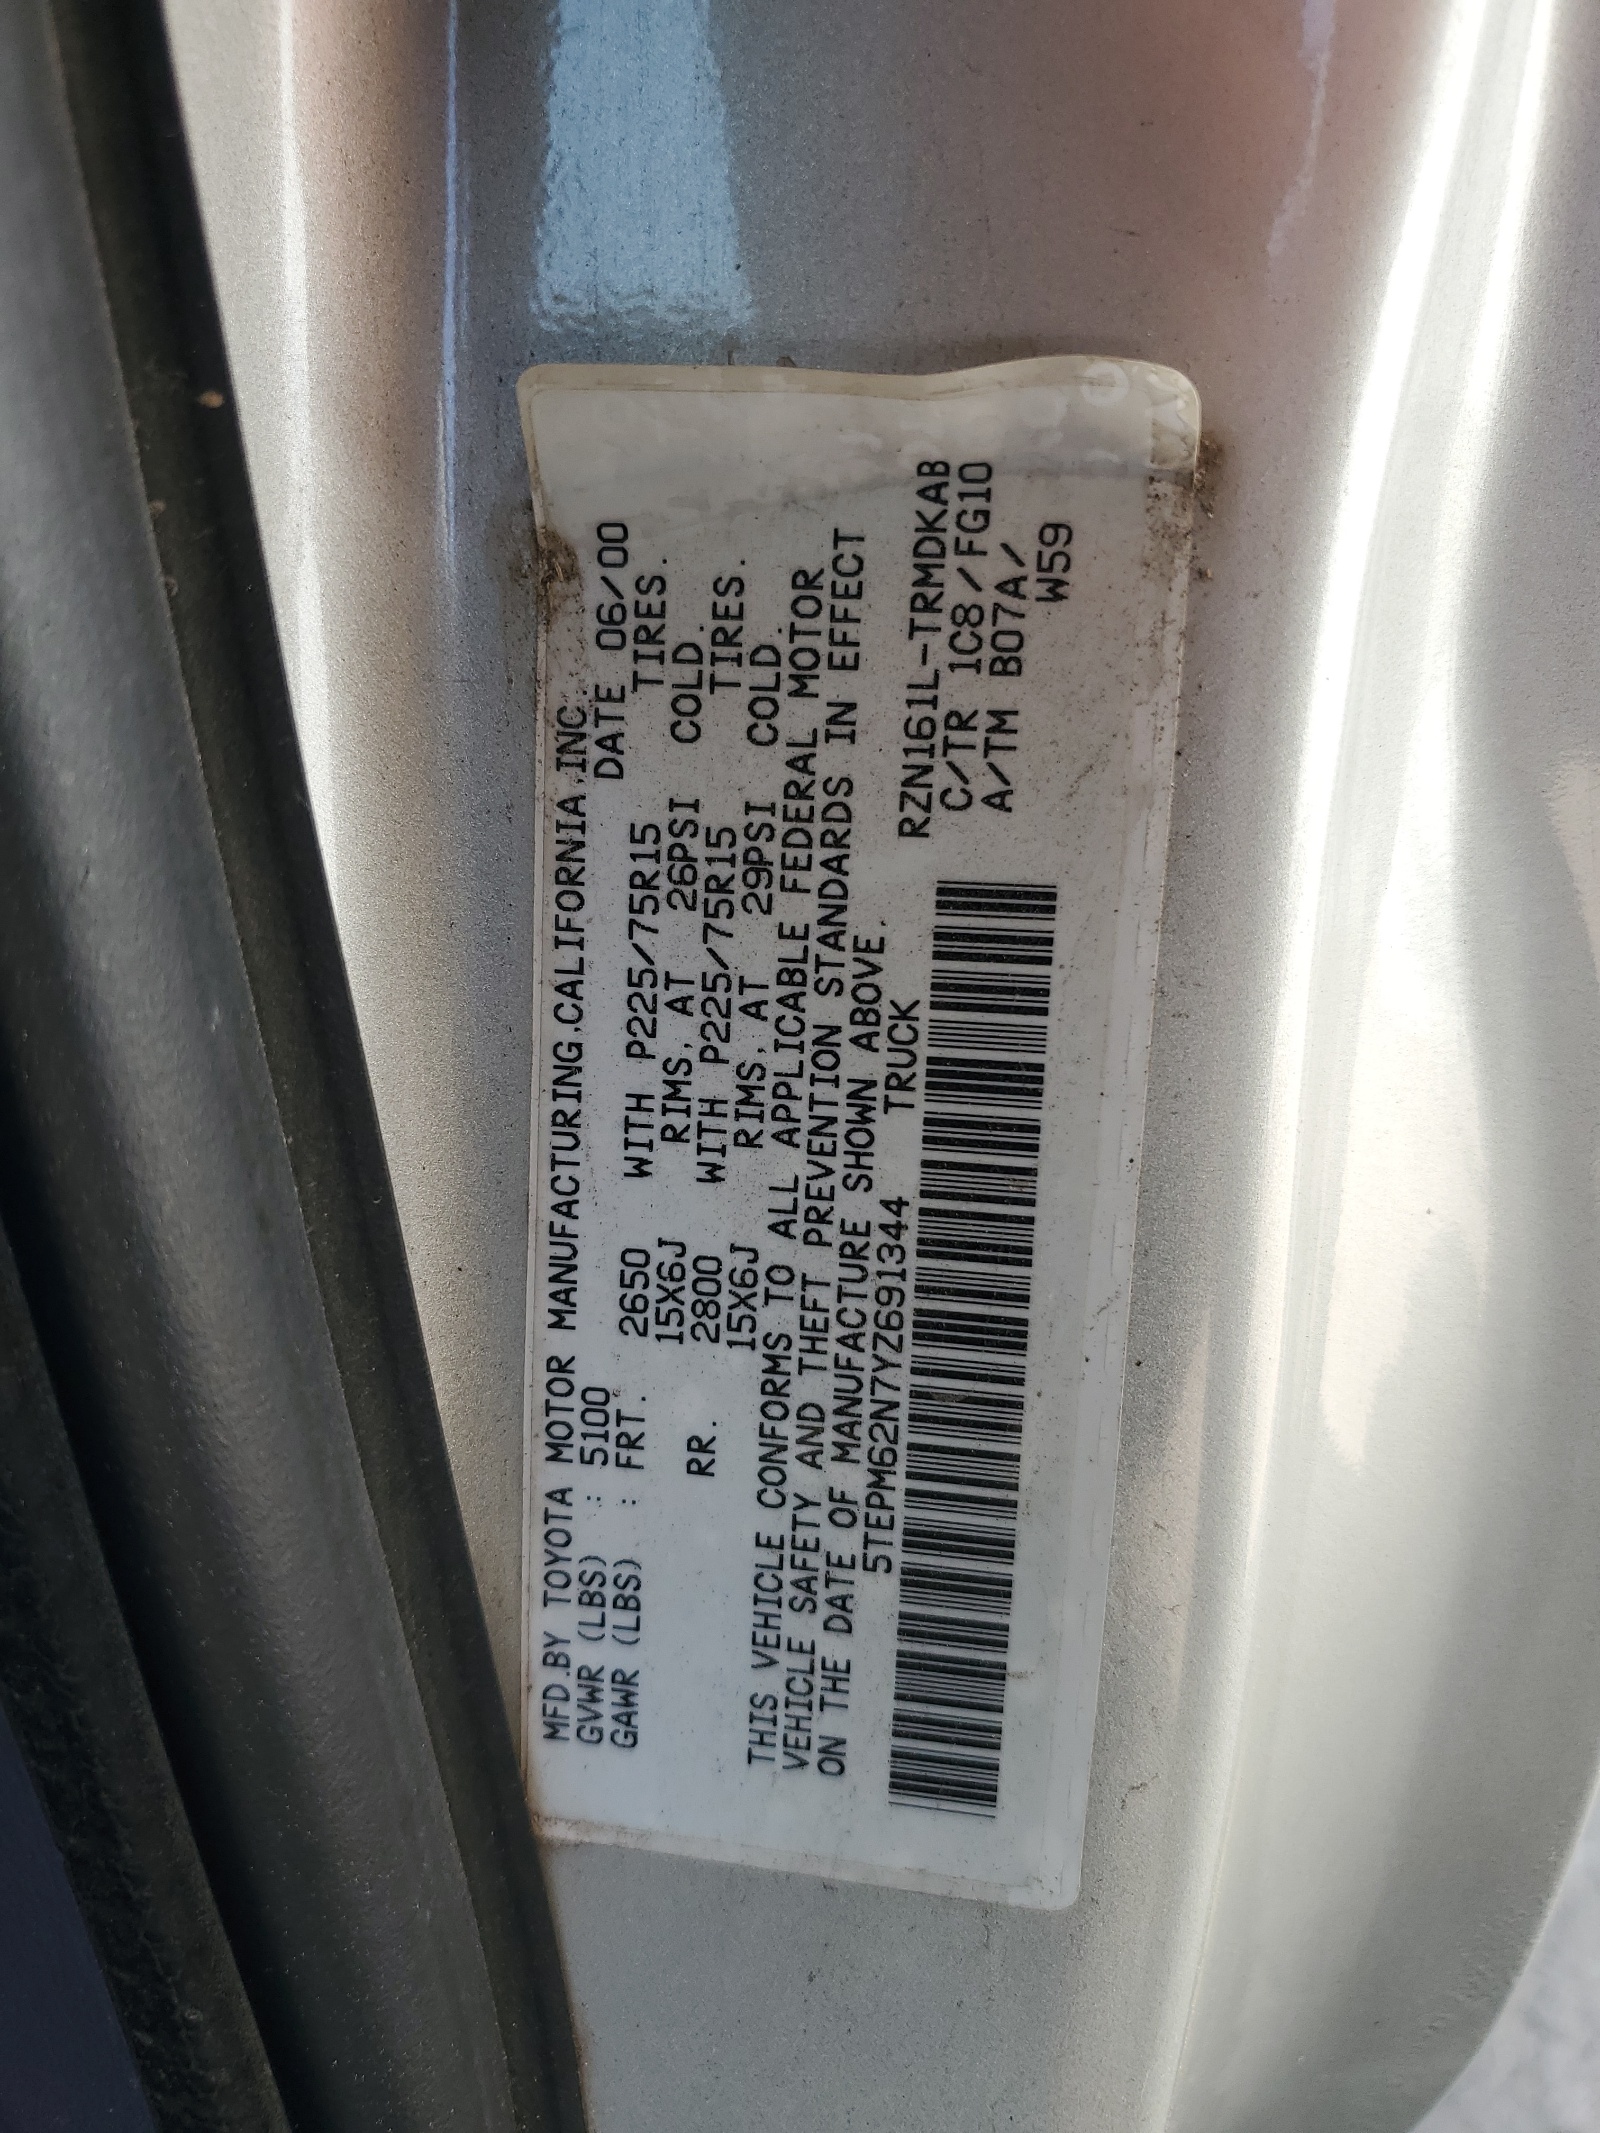 MFD.BY TOYOTA MOTOR MANUFACTURING,CALIFORNIA,INC.
GVWR (LBS) : 5100 DATE 06/00
GAWR (LBS) : FRT. 2650 WITH P225/75R15 TIRES.
15X6J RIMS, AT 26PSI COLD.
RR. 2800 WITH P225/75R15 TIRES.
15X6J RIMS, AT 29PSI COLD.
THIS VEHICLE CONFORMS TO ALL APPLICABLE FEDERAL MOTOR
VEHICLE SAFETY AND THEFT PREVENTION STANDARDS IN EFFECT
ON THE DATE OF MANUFACTURE SHOWN ABOVE.
5TEPM62N7YZ691344 TRUCK
RZN161L-TRMDKAB
C/TR 1C8/FG10
A/TM B07A/
W59